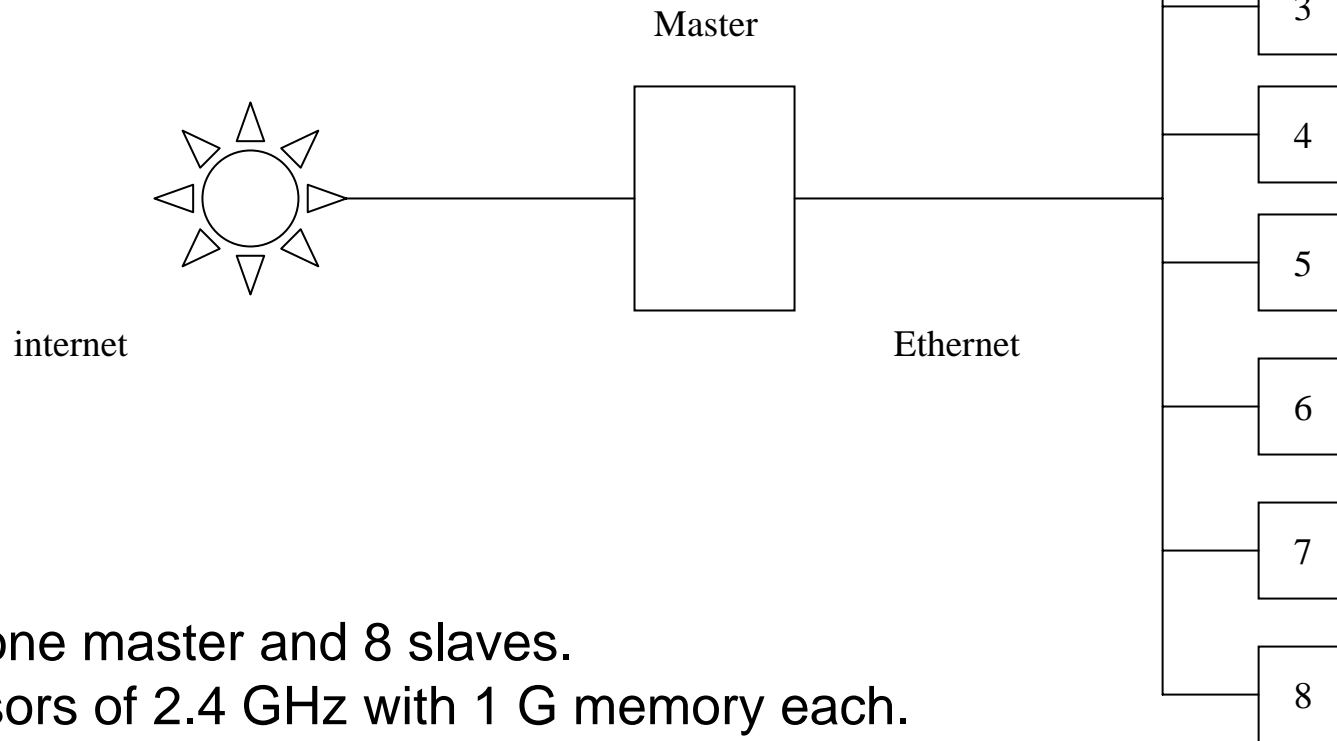 3
Master
4
5
internet
Ethernet
6
7
one master and 8 slaves.
8
of 2.4 GHz with 1 G memory each.